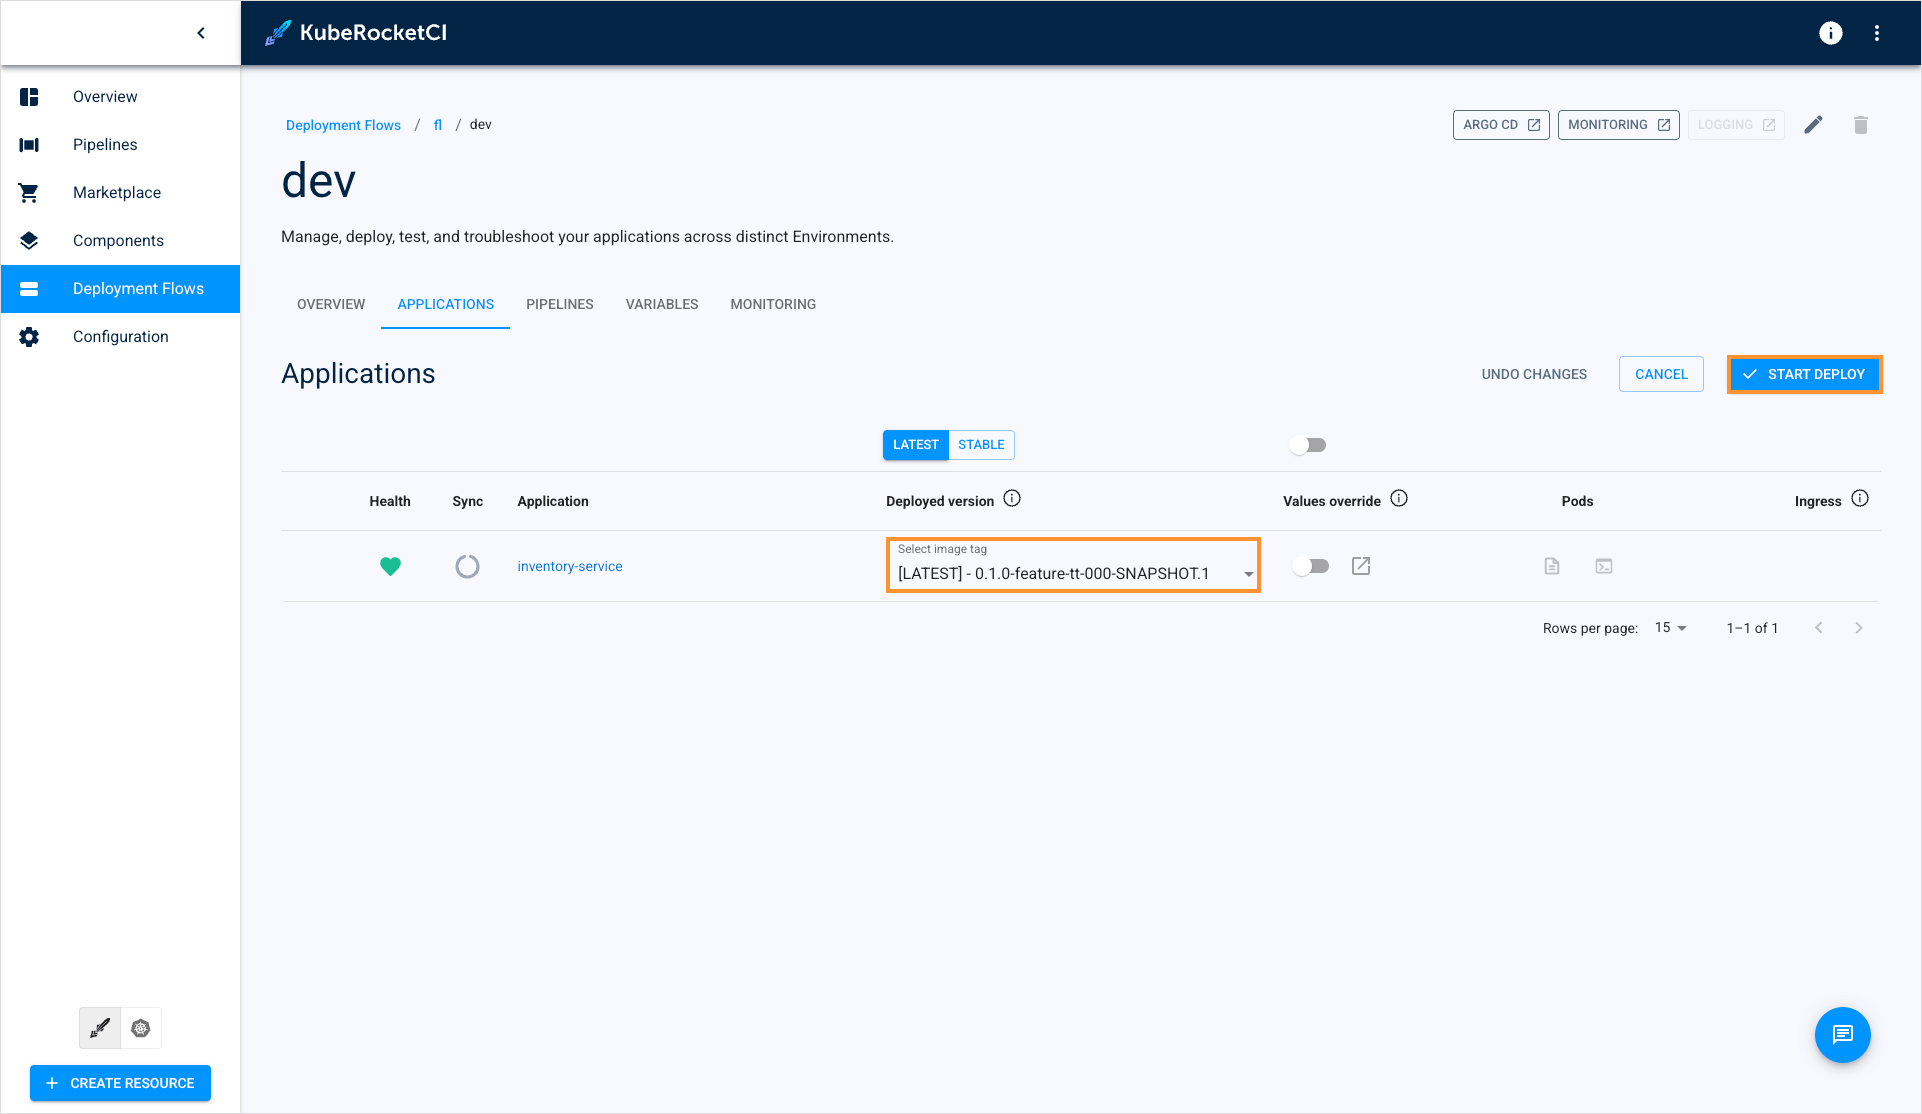 KubeRocketCI
Overview
Pipelines
Marketplace
Components
Deployment Flows
Configuration
CREATE RESOURCE
Deployment Flows / fl / dev
ARGO CD
MONITORING
LOGGING
dev
Manage, deploy, test, and troubleshoot your applications across distinct Environments.
OVERVIEW APPLICATIONS PIPELINES VARIABLES MONITORING
Applications
UNDO CHANGES
CANCEL
START DEPLOY
LATEST STABLE
Health Sync Application Deployed version Values override Pods Ingress
Select image tag
inventory-service
[LATEST] - 0.1.0-feature-tt-000-SNAPSHOT.1
Rows per page: 15 1–1 of 1